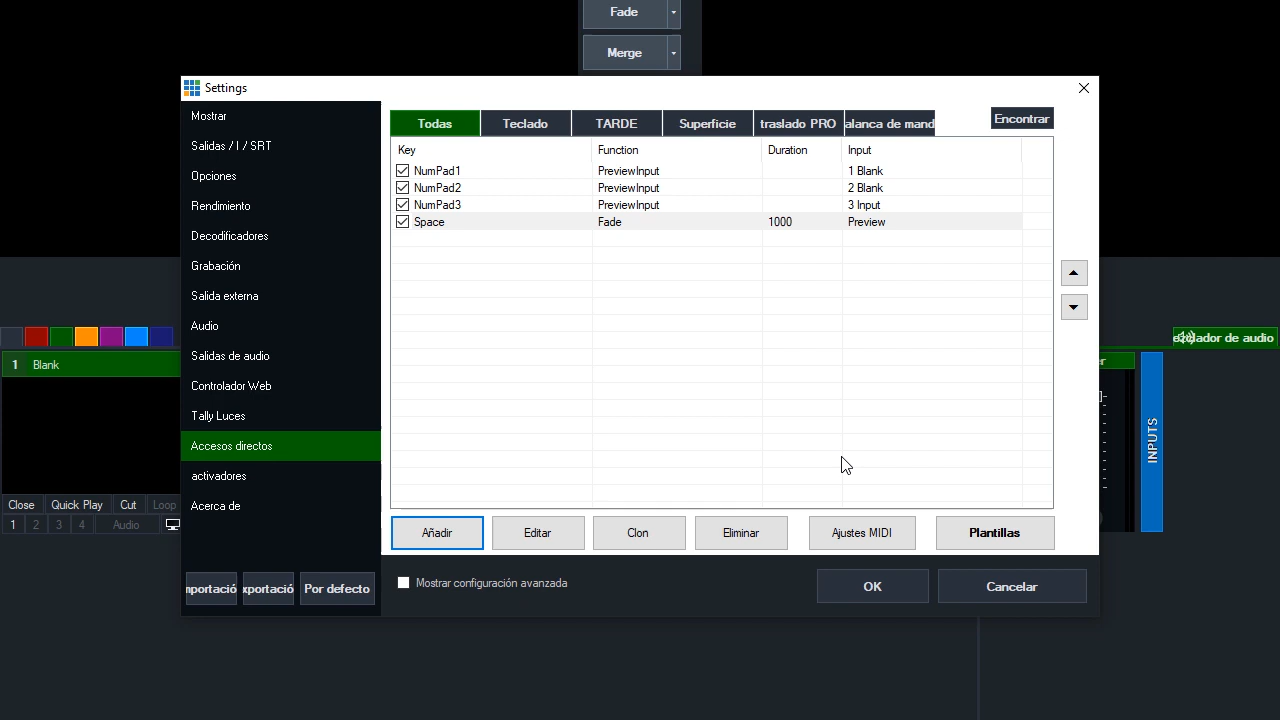 Fade
Merge
Settings
Mostrar
Salidas / I / SRT
Opciones
Rendimiento
Decodificadores
Grabación
Salida externa
Audio
Salidas de audio
Controlador Web
Tally Luces
Accesos directos
activadores
Acerca de
mportació
xportació
Por defecto
Todas
Teclado
TARDE
Superficie
traslado PRO
alanca de mand
Encontrar
Key Function Duration Input
NumPad1 PreviewInput 1 Blank
NumPad2 PreviewInput 2 Blank
NumPad3 PreviewInput 3 Input
Space Fade 1000 Preview
Añadir
Editar
Clon
Eliminar
Ajustes MIDI
Plantillas
Mostrar configuración avanzada
OK
Cancelar
1 Blank
Close
Quick Play
Cut
Loop
1 2 3 4 Audio
ezclador de audio
r
INPUTS